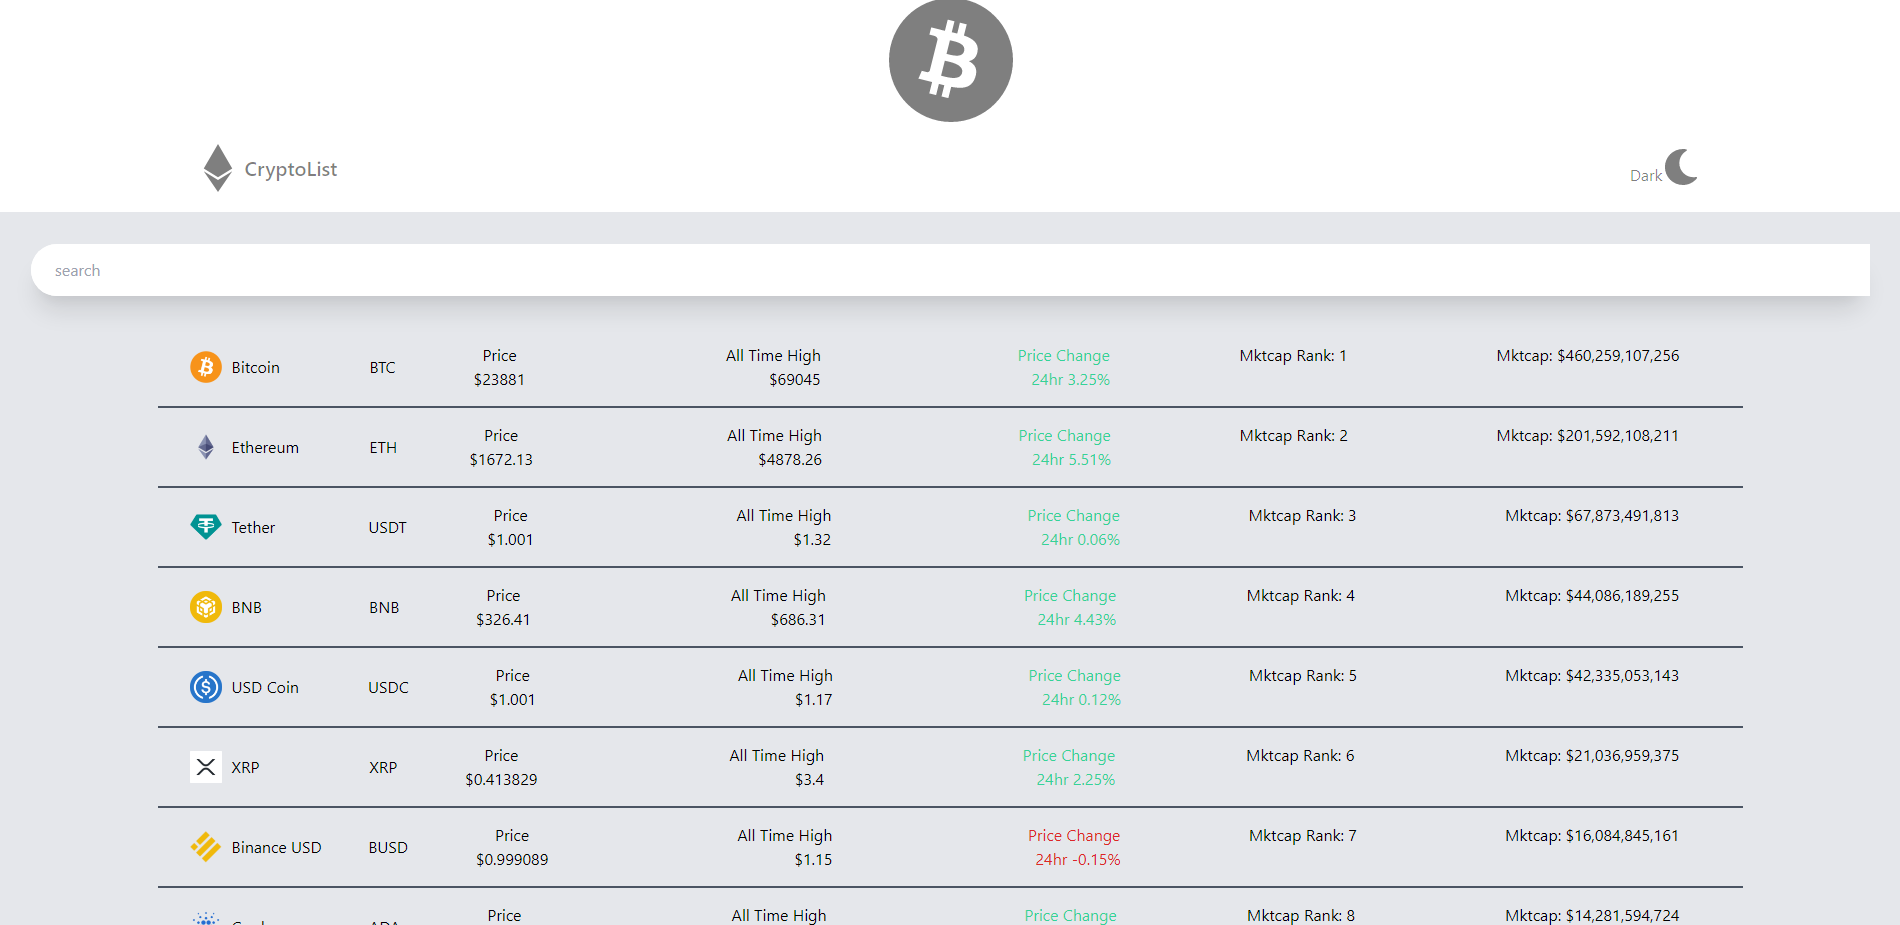 CryptoList
Dark
search
Bitcoin BTC Price $23881 All Time High $69045 Price Change 24hr 3.25% Mktcap Rank: 1 Mktcap: $460,259,107,256
Ethereum ETH Price $1672.13 All Time High $4878.26 Price Change 24hr 5.51% Mktcap Rank: 2 Mktcap: $201,592,108,211
Tether USDT Price $1.001 All Time High $1.32 Price Change 24hr 0.06% Mktcap Rank: 3 Mktcap: $67,873,491,813
BNB BNB Price $326.41 All Time High $686.31 Price Change 24hr 4.43% Mktcap Rank: 4 Mktcap: $44,086,189,255
USD Coin USDC Price $1.001 All Time High $1.17 Price Change 24hr 0.12% Mktcap Rank: 5 Mktcap: $42,335,053,143
XRP XRP Price $0.413829 All Time High $3.4 Price Change 24hr 2.25% Mktcap Rank: 6 Mktcap: $21,036,959,375
Binance USD BUSD Price $0.999089 All Time High $1.15 Price Change 24hr -0.15% Mktcap Rank: 7 Mktcap: $16,084,845,161
Price All Time High Price Change Mktcap Rank: 8 Mktcap: $14,281,594,724